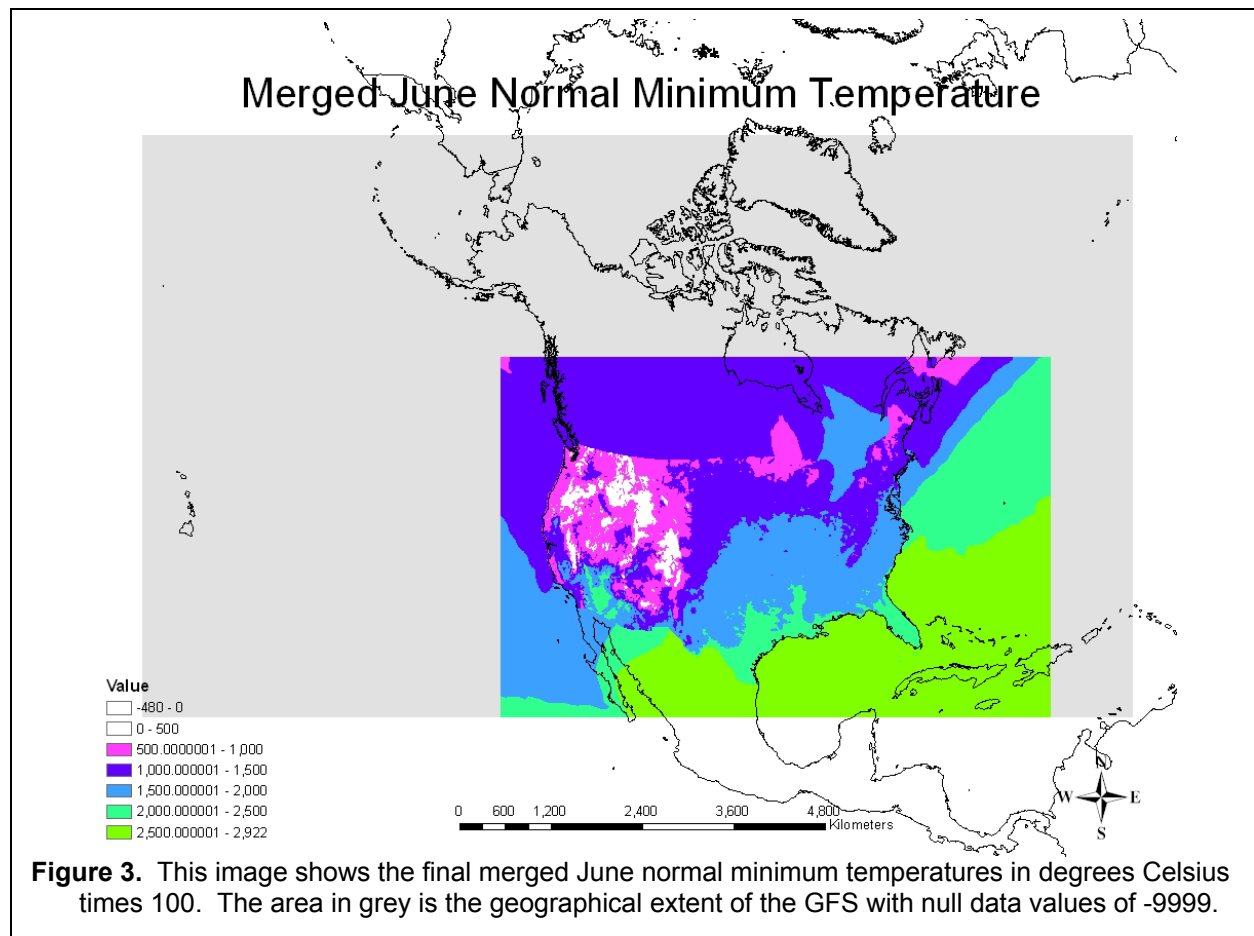 Merged June Normal Minimum Temperature
Value
-480 - 0
0 - 500
500.0000001 - 1,000
1,000.000001 - 1,500
1,500.000001 - 2,000
2,000.000001 - 2,500
2,500.000001 - 2,922
0 600 1,200 2,400 3,600 4,800
Kilometers
N
W E
S
Figure 3. This image shows the final merged June normal minimum temperatures in degrees Celsius
times 100. The area in grey is the geographical extent of the GFS with null data values of -9999.